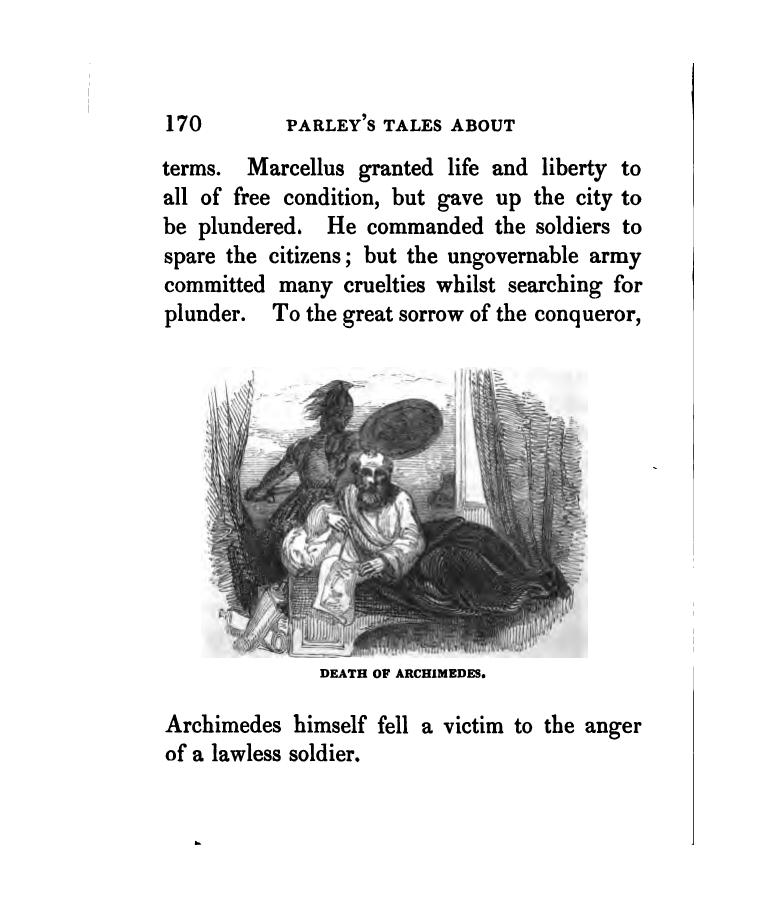 170 PARLEY'S TALES ABOUT
terms. Marcellus granted life and liberty to
all of free condition, but gave up the city to
be plundered. He commanded the soldiers to
spare the citizens; but the ungovernable army
committed many cruelties whilst searching for
plunder. To the great sorrow of the conqueror,
DEATH OF ARCHIMEDES.
Archimedes himself fell a victim to the anger
of a lawless soldier.